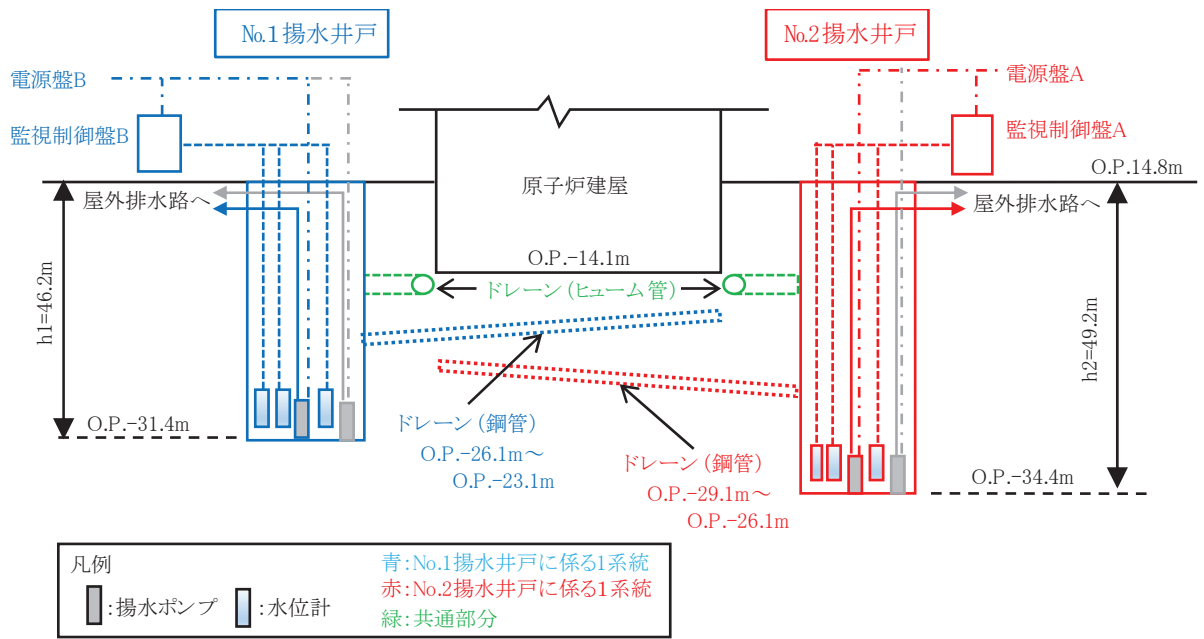 No.1揚水井戸
No.2揚水井戸
電源盤B
電源盤A
監視制御盤B
監視制御盤A
O.P.14.8m
原子炉建屋
屋外排水路へ
屋外排水路へ
O.P.-14.1m
ドレーン(ヒューム管)
h1=46.2m
h2=49.2m
O.P.-31.4m
ドレーン(鋼管)
O.P.-26.1m～
O.P.-23.1m
ドレーン(鋼管)
O.P.-29.1m～
O.P.-26.1m
O.P.-34.4m
凡例
:揚水ポンプ
:水位計
青:No.1揚水井戸に係る1系統
赤:No.2揚水井戸に係る1系統
緑:共通部分